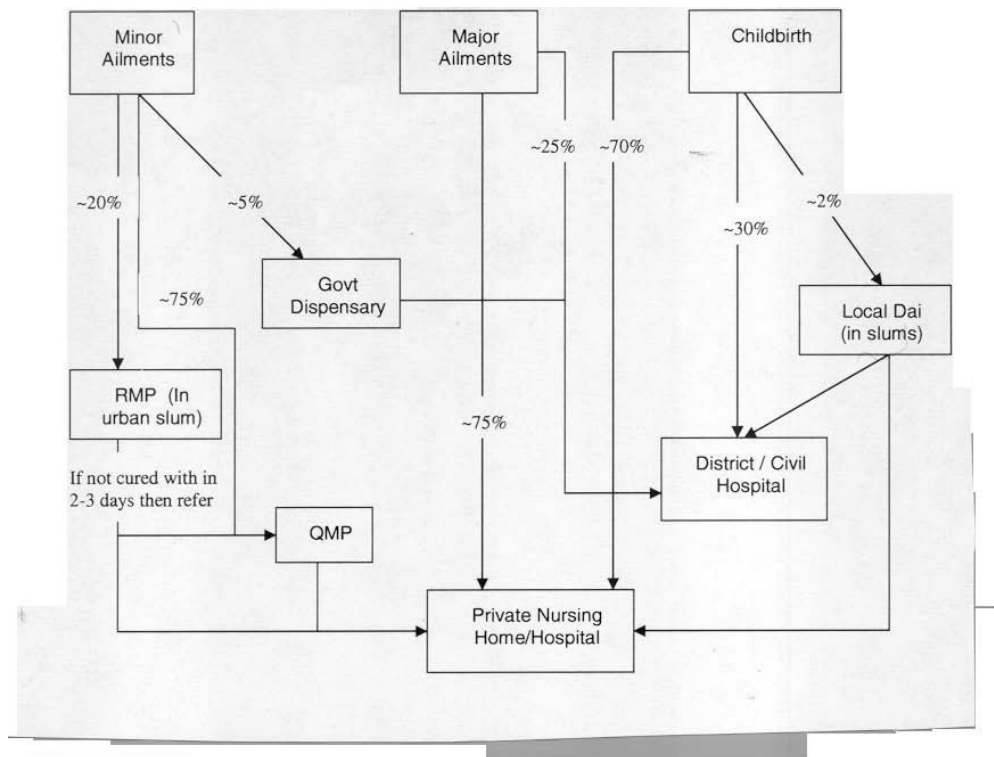 Minor
Ailments
Major
Ailments
Childbirth
~25%
~70%
~20%
~5%
~2%
~30%
Govt
Dispensary
~75%
Local Dai
(in slums)
RMP (In
urban slum)
~75%
If not cured with in
2-3 days then refer
District / Civil
Hospital
QMP
Private Nursing
Home/Hospital